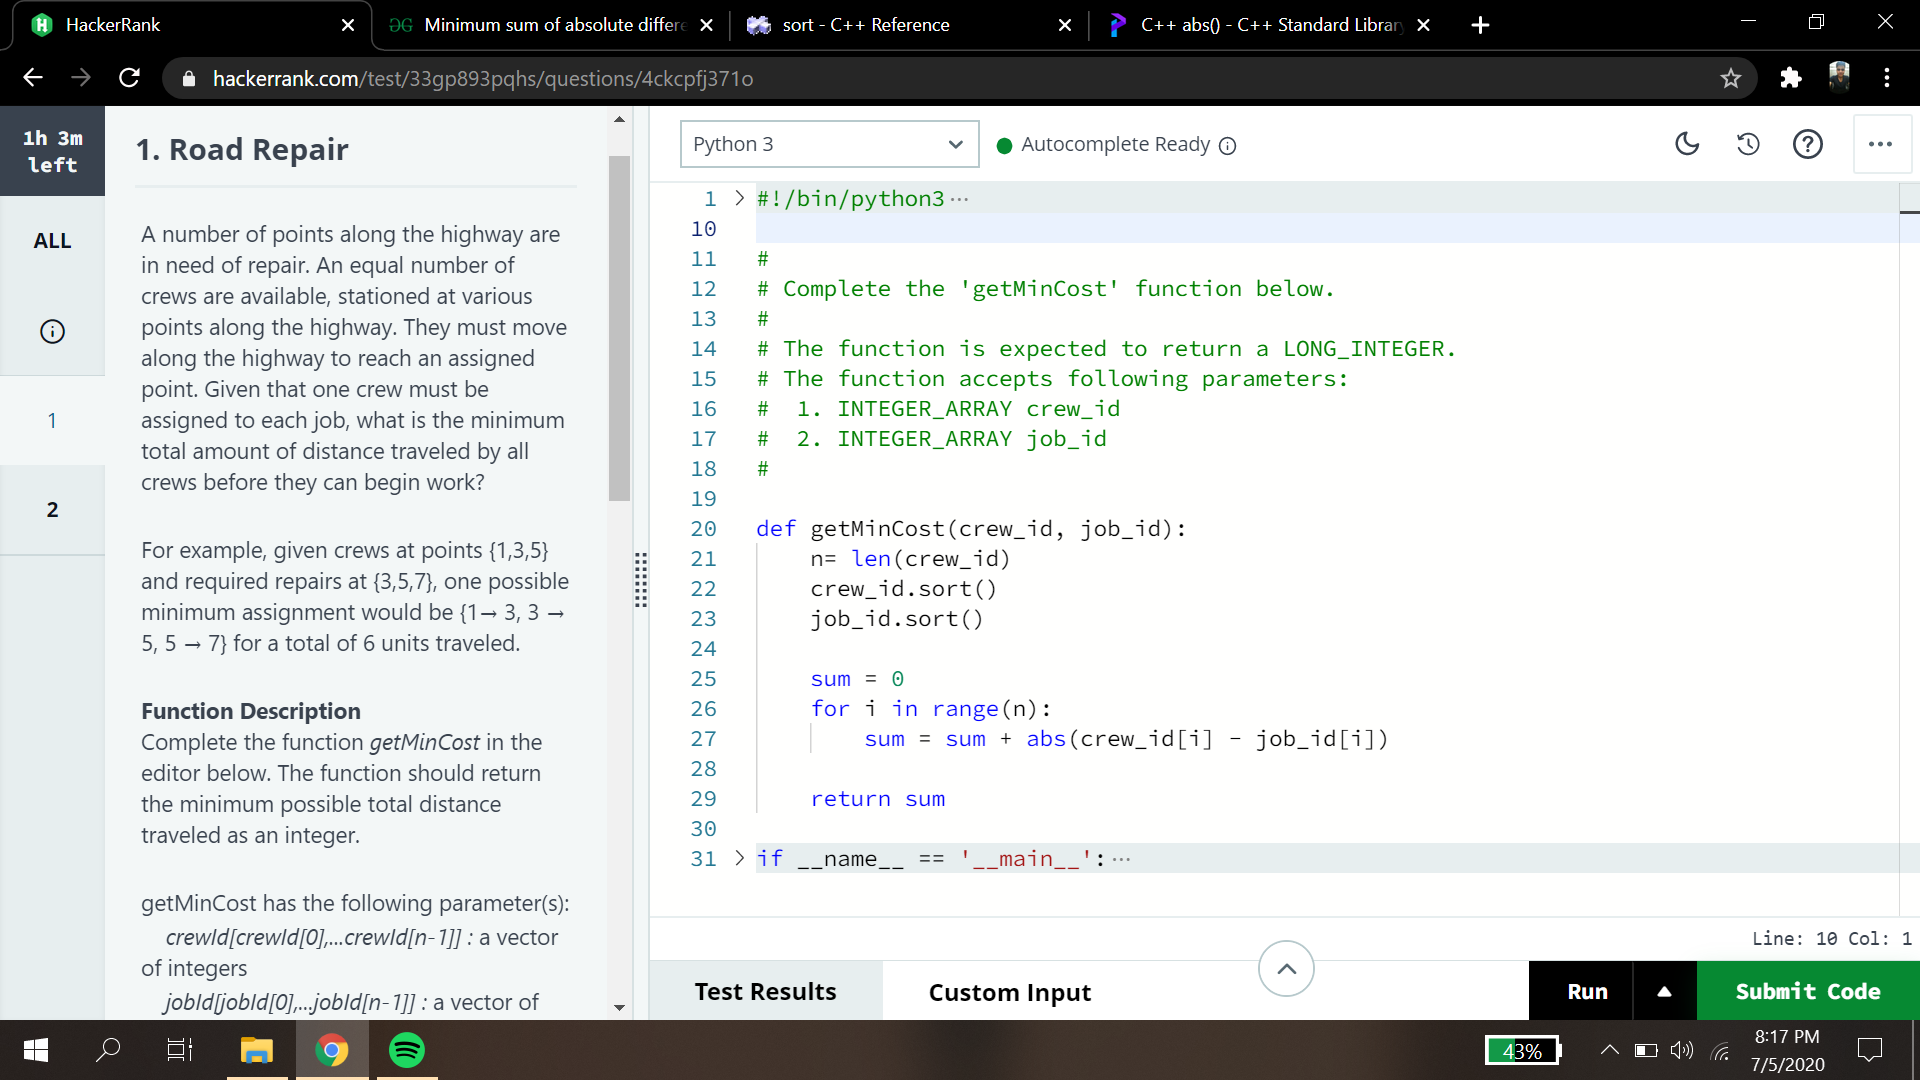 HackerRank
Minimum sum of absolute differe
sort - C++ Reference
C++ abs() - C++ Standard Librar
hackerrank.com/test/33gp893pqhs/questions/4ckcpfj371o
1h 3m
left
ALL
1
2
1. Road Repair
A number of points along the highway are
in need of repair. An equal number of
crews are available, stationed at various
points along the highway. They must move
along the highway to reach an assigned
point. Given that one crew must be
assigned to each job, what is the minimum
total amount of distance traveled by all
crews before they can begin work?
For example, given crews at points {1,3,5}
and required repairs at {3,5,7}, one possible
minimum assignment would be {1→ 3, 3 →
5, 5 → 7} for a total of 6 units traveled.
Function Description
Complete the function getMinCost in the
editor below. The function should return
the minimum possible total distance
traveled as an integer.
getMinCost has the following parameter(s):
crewId[crewId[0],...crewId[n-1]] : a vector
of integers
jobId[jobId[0],...jobId[n-1]] : a vector of
Python 3
Autocomplete Ready
1 #!/bin/python3 ···
10
11 #
12 # Complete the 'getMinCost' function below.
13 #
14 # The function is expected to return a LONG_INTEGER.
15 # The function accepts following parameters:
16 #  1. INTEGER_ARRAY crew_id
17 #  2. INTEGER_ARRAY job_id
18 #
19
20 def getMinCost(crew_id, job_id):
21     n= len(crew_id)
22     crew_id.sort()
23     job_id.sort()
24
25     sum = 0
26     for i in range(n):
27         sum = sum + abs(crew_id[i] - job_id[i])
28
29     return sum
30
31 if __name__ == '__main__': ···
Line: 10 Col: 1
Test Results
Custom Input
Run
Submit Code
43%
8:17 PM
7/5/2020